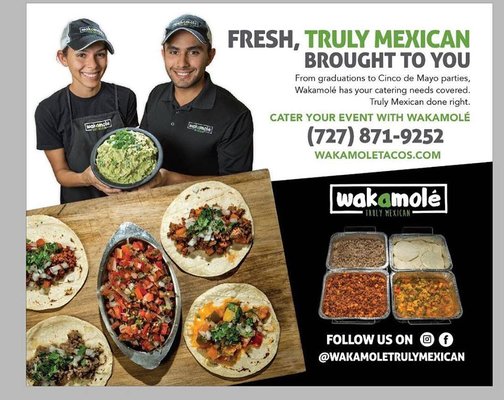 FRESH, TRULY MEXICAN
BROUGHT TO YOU
From graduations to Cinco de Mayo parties,
Wakamolé has your catering needs covered.
Truly Mexican done right.
CATER YOUR EVENT WITH WAKAMOLÉ
(727) 871-9252
WAKAMOLETACOS.COM
wakamolé
TRULY MEXICAN
FOLLOW US ON
@WAKAMOLETRULYMEXICAN
wakamolé
wakamolé